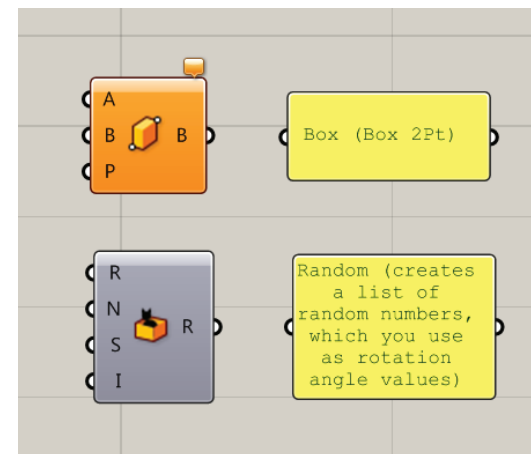 A
B
P
B
Box (Box 2Pt)
R
N
S
I
R
Random (creates
a list of
random numbers,
which you use
as rotation
angle values)